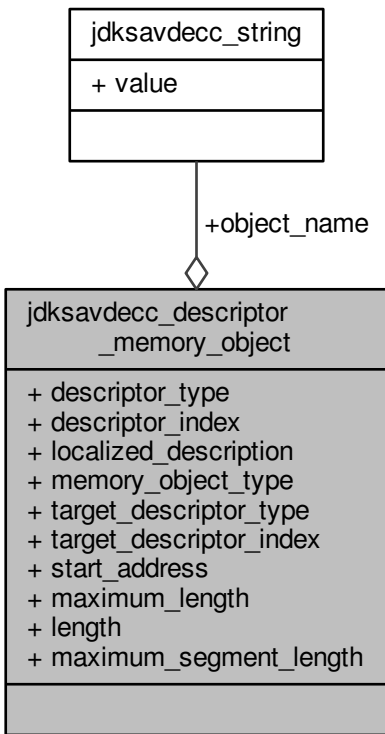 jdksavdecc_string
+ value
+object_name
jdksavdecc_descriptor
_memory_object
+ descriptor_type
+ descriptor_index
+ localized_description
+ memory_object_type
+ target_descriptor_type
+ target_descriptor_index
+ start_address
+ maximum_length
+ length
+ maximum_segment_length